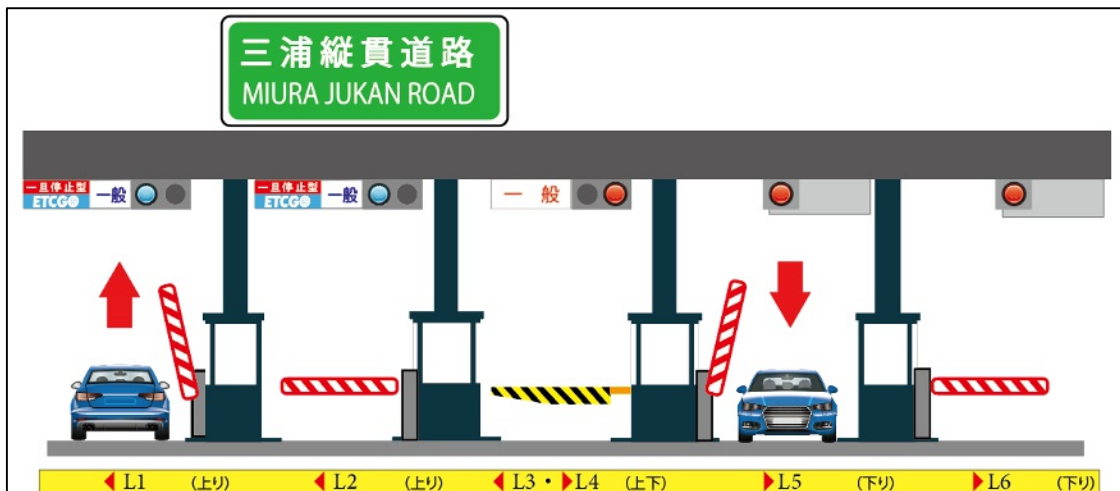 三浦縦貫道路
MIURA JUKAN ROAD
一旦停止型
ETCGO
一般
一旦停止型
ETCGO
一般
一般
L1 (上り)
L2 (上り)
L3・L4 (上下)
L5 (下り)
L6 (下り)